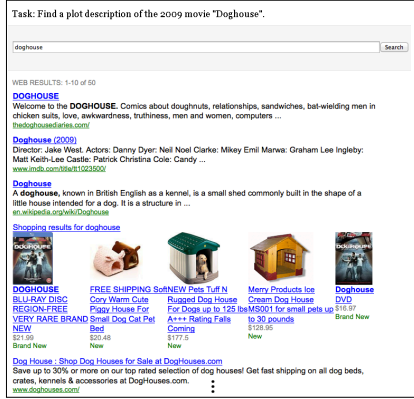 Task: Find a plot description of the 2009 movie "Doghouse".
doghouse
Search
WEB RESULTS: 1-10 of 50
DOGHOUSE
Welcome to the DOGHOUSE. Comics about doughnuts, relationships, sandwiches, bat-wielding men in
chicken suits, love, awkwardness, truthiness, men and women, computers ...
thedoghousediaries.com/
Doghouse (2009)
Director: Jake West. Actors: Danny Dyer: Neil Noel Clarke: Mikey Emil Marwa: Graham Lee Ingleby:
Matt Keith-Lee Castle: Patrick Christina Cole: Candy ...
www.imdb.com/title/tt1023500/
Doghouse
A doghouse, known in British English as a kennel, is a small shed commonly built in the shape of a
little house intended for a dog. It is a structure in ...
en.wikipedia.org/wiki/Doghouse
Shopping results for doghouse
DOGHOUSE
BLU-RAY DISC
REGION-FREE
VERY RARE BRAND
NEW
$21.99
Brand New
FREE SHIPPING Soft
Cory Warm Cute
Piggy House For
Small Dog Cat Pet
Bed
$20.48
New
NEW Pets Tuff N
Rugged Dog House
For Dogs up to 125 lbs
A+++ Rating Falls
Coming
$177.5
New
Merry Products Ice
Cream Dog House
MS001 for small pets up
to 30 pounds
$128.95
New
Doghouse
DVD
$16.97
Brand New
Dog House : Shop Dog Houses for Sale at DogHouses.com
Save up to 30% or more on our top rated selection of dog houses! Get fast shipping on all dog beds,
crates, kennels & accessories at DogHouses.com.
www.doghouses.com/